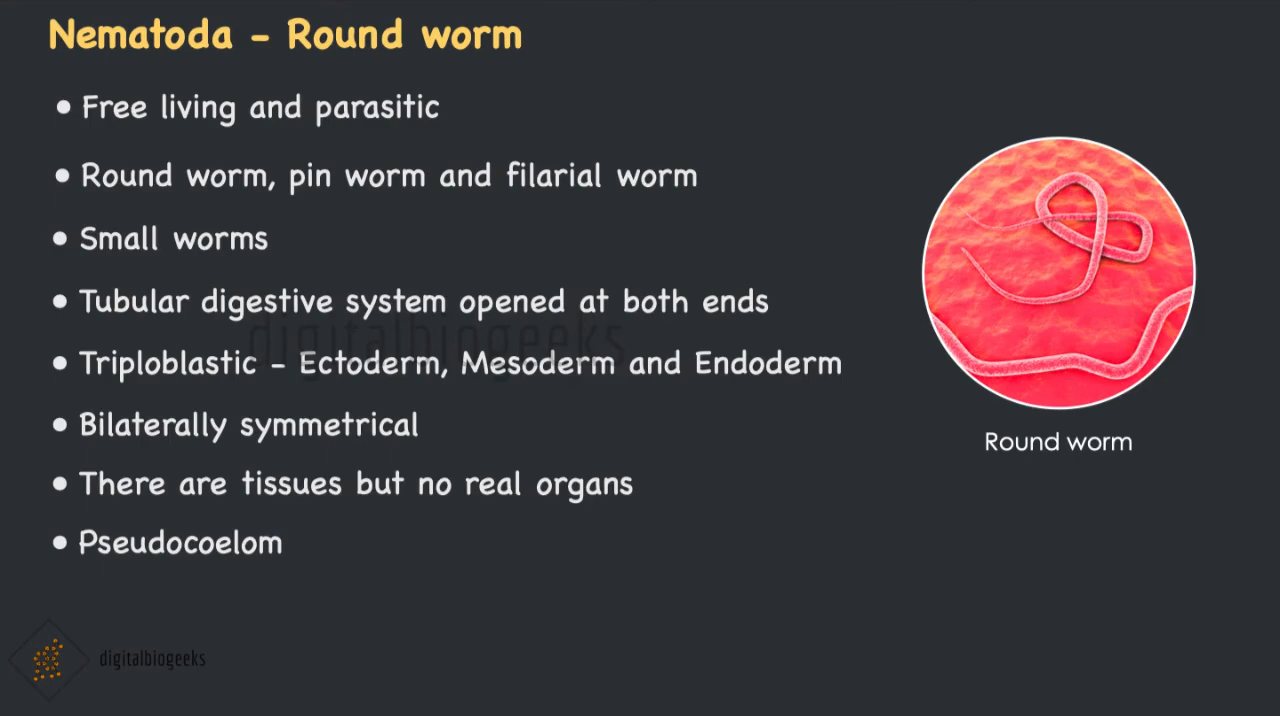 Nematoda - Round worm
• Free living and parasitic
• Round worm, pin worm and filarial worm
• Small worms
• Tubular digestive system opened at both ends
digitalbiogeeks
• Triploblastic - Ectoderm, Mesoderm and Endoderm
• Bilaterally symmetrical
• There are tissues but no real organs
• Pseudocoelom
Round worm
digitalbiogeeks